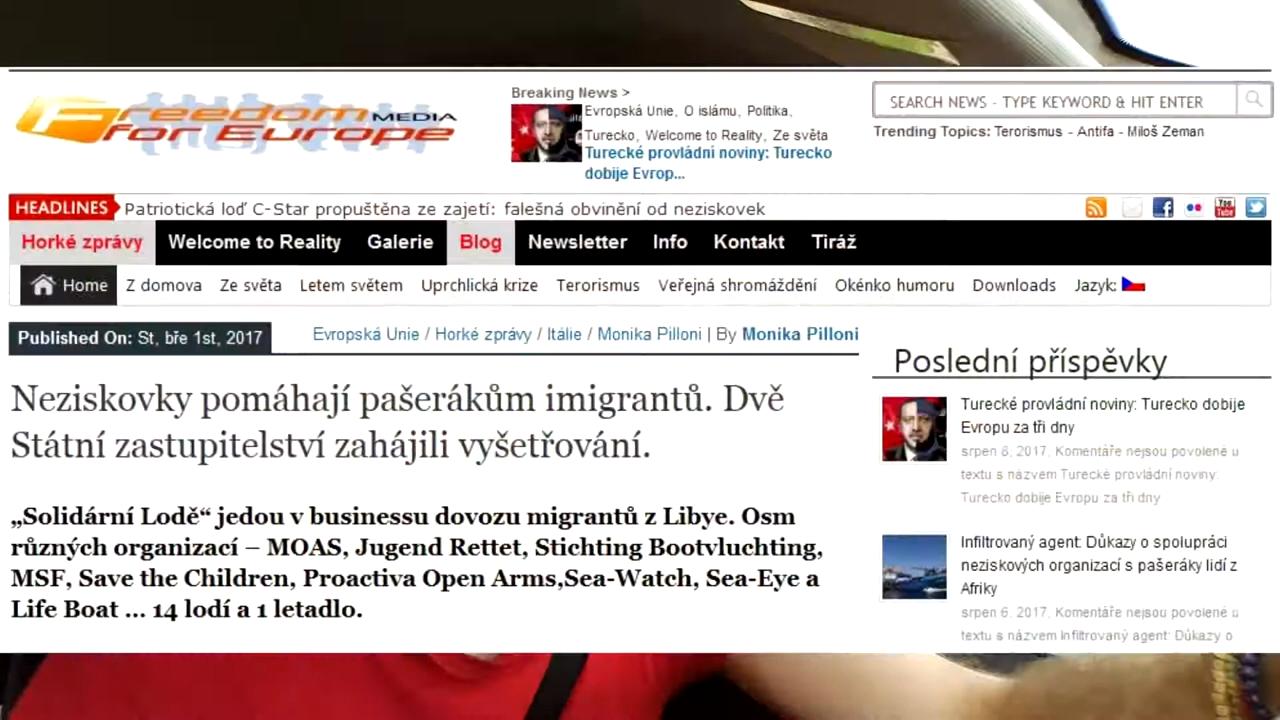 Freedom MEDIA
for Europe
Breaking News >
Evropská Unie, O islámu, Politika,
Turecko, Welcome to Reality, Ze světa
Turecké provládní noviny: Turecko
dobije Evrop...
SEARCH NEWS - TYPE KEYWORD & HIT ENTER
Trending Topics: Terorismus - Antifa - Miloš Zeman
HEADLINES Patriotická loď C-Star propuštěna ze zajetí: falešná obvinění od neziskovek
You Tube
Horké zprávy Welcome to Reality Galerie Blog Newsletter Info Kontakt Tiráž
Home Z domova Ze světa Letem světem Uprchlická krize Terorismus Veřejná shromáždění Okénko humoru Downloads Jazyk:
Published On: St, bře 1st, 2017 Evropská Unie / Horké zprávy / Itálie / Monika Pilloni | By Monika Pilloni
Neziskovky pomáhají pašerákům imigrantů. Dvě
Státní zastupitelství zahájili vyšetřování.
„Solidární Lodě“ jedou v businessu dovozu migrantů z Libye. Osm
různých organizací – MOAS, Jugend Rettet, Stichting Bootvluchting,
MSF, Save the Children, Proactiva Open Arms,Sea-Watch, Sea-Eye a
Life Boat ... 14 lodí a 1 letadlo.
Poslední příspěvky
Turecké provládní noviny: Turecko dobije
Evropu za tři dny
srpen 8, 2017, Komentáře nejsou povolené u
textu s názvem Turecké provládní noviny:
Turecko dobije Evropu za tři dny
Infiltrovaný agent: Důkazy o spolupráci
neziskových organizací s pašeráky lidí z
Afriky
srpen 6, 2017, Komentáře nejsou povolené u
textu s názvem Infiltrovaný agent: Důkazy o